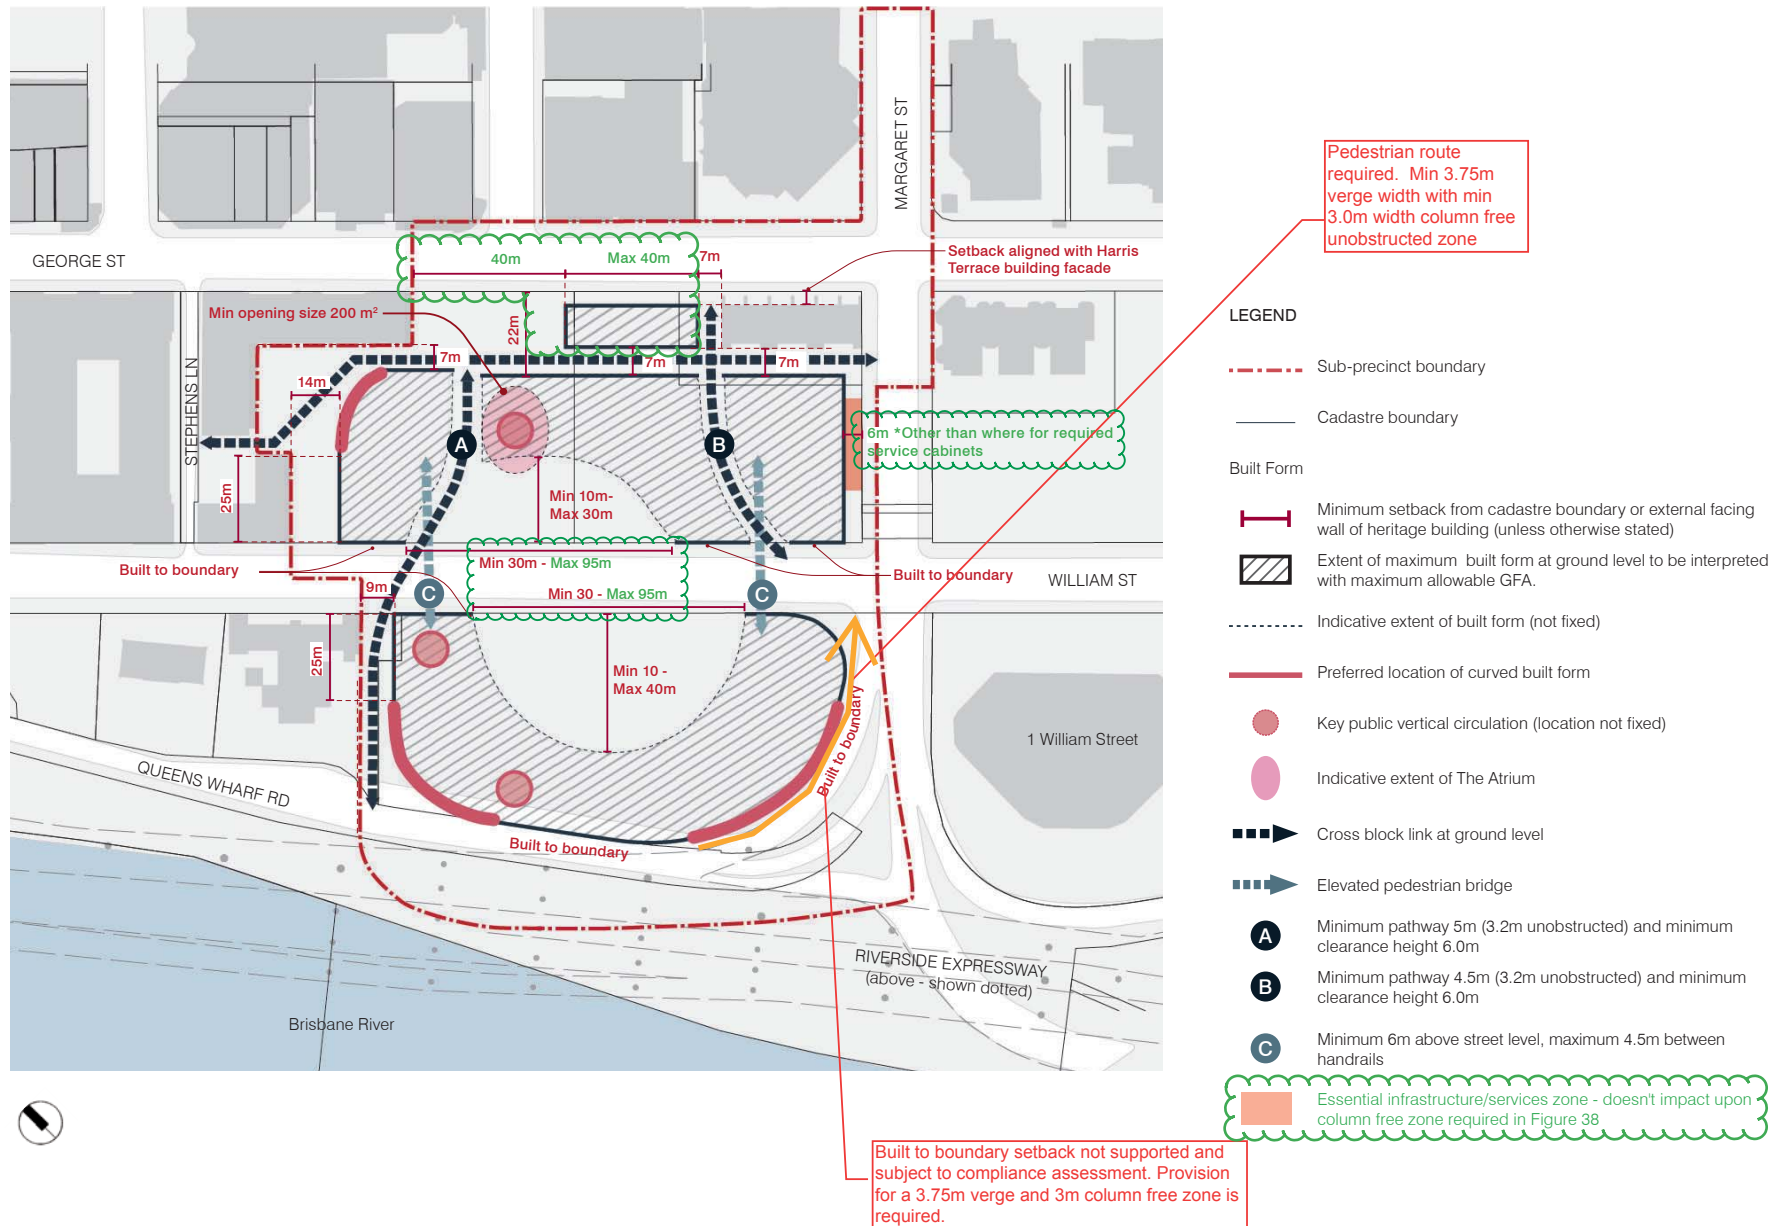 MARGARET ST
Pedestrian route
required.  Min 3.75m
verge width with min
3.0m width column free
unobstructed zone
GEORGE ST
40m
Max 40m
7m
Setback aligned with Harris
Terrace building facade
Min opening size 200 m²
22m
STEPHENS LN
7m
7m
7m
14m
A
B
6m *Other than where for required
service cabinets
25m
Min 10m-
Max 30m
Built to boundary
Min 30m - Max 95m
Built to boundary
WILLIAM ST
9m
C
Min 30 - Max 95m
C
25m
Min 10 -
Max 40m
Built to boundary
1 William Street
QUEENS WHARF RD
Built to boundary
RIVERSIDE EXPRESSWAY
(above - shown dotted)
Brisbane River
LEGEND
Sub-precinct boundary
Cadastre boundary
Built Form
Minimum setback from cadastre boundary or external facing
wall of heritage building (unless otherwise stated)
Extent of maximum  built form at ground level to be interpreted
with maximum allowable GFA.
Indicative extent of built form (not fixed)
Preferred location of curved built form
Key public vertical circulation (location not fixed)
Indicative extent of The Atrium
Cross block link at ground level
Elevated pedestrian bridge
A
Minimum pathway 5m (3.2m unobstructed) and minimum
clearance height 6.0m
B
Minimum pathway 4.5m (3.2m unobstructed) and minimum
clearance height 6.0m
C
Minimum 6m above street level, maximum 4.5m between
handrails
Essential infrastructure/services zone - doesn't impact upon
column free zone required in Figure 38
Built to boundary setback not supported and
subject to compliance assessment. Provision
for a 3.75m verge and 3m column free zone is
required.